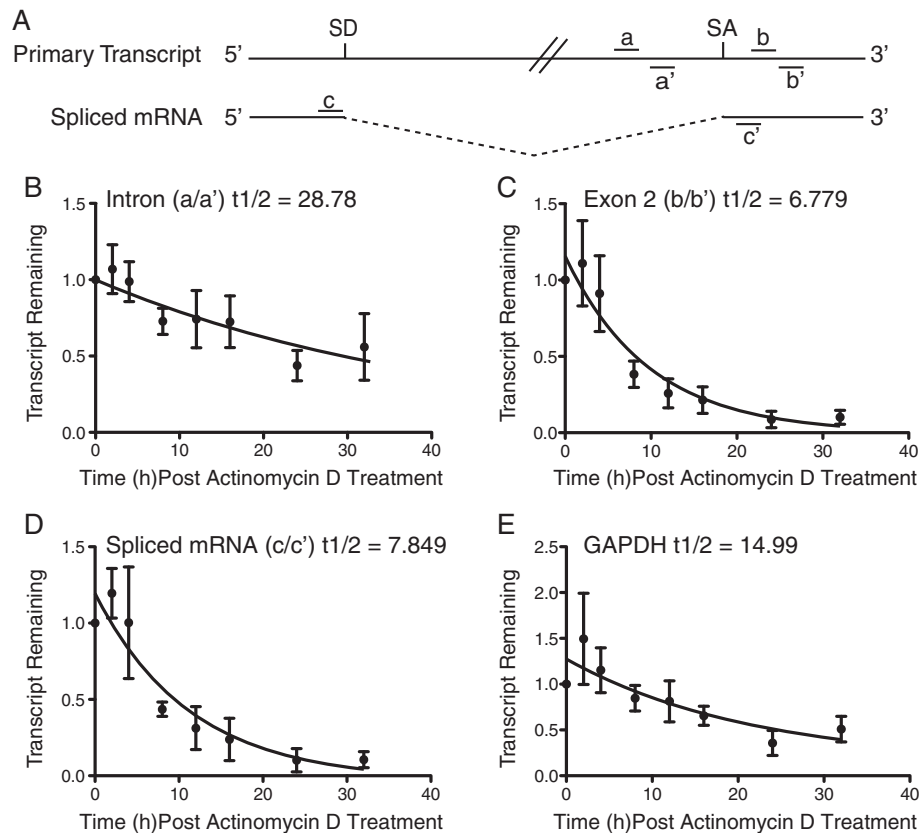 A
Primary Transcript 5’ SD a a’ SA b b’ 3’
Spliced mRNA 5’ c c’ 3’
B
Intron (a/a’) t1/2 = 28.78
Transcript Remaining
1.5
1.0
0.5
0.0
0 10 20 30 40
Time (h)Post Actinomycin D Treatment
C
Exon 2 (b/b’) t1/2 = 6.779
Transcript Remaining
1.5
1.0
0.5
0.0
0 10 20 30 40
Time (h)Post Actinomycin D Treatment
D
Spliced mRNA (c/c’) t1/2 = 7.849
Transcript Remaining
1.5
1.0
0.5
0.0
0 10 20 30 40
Time (h)Post Actinomycin D Treatment
E
GAPDH t1/2 = 14.99
Transcript Remaining
2.5
2.0
1.5
1.0
0.5
0.0
0 10 20 30 40
Time (h)Post Actinomycin D Treatment